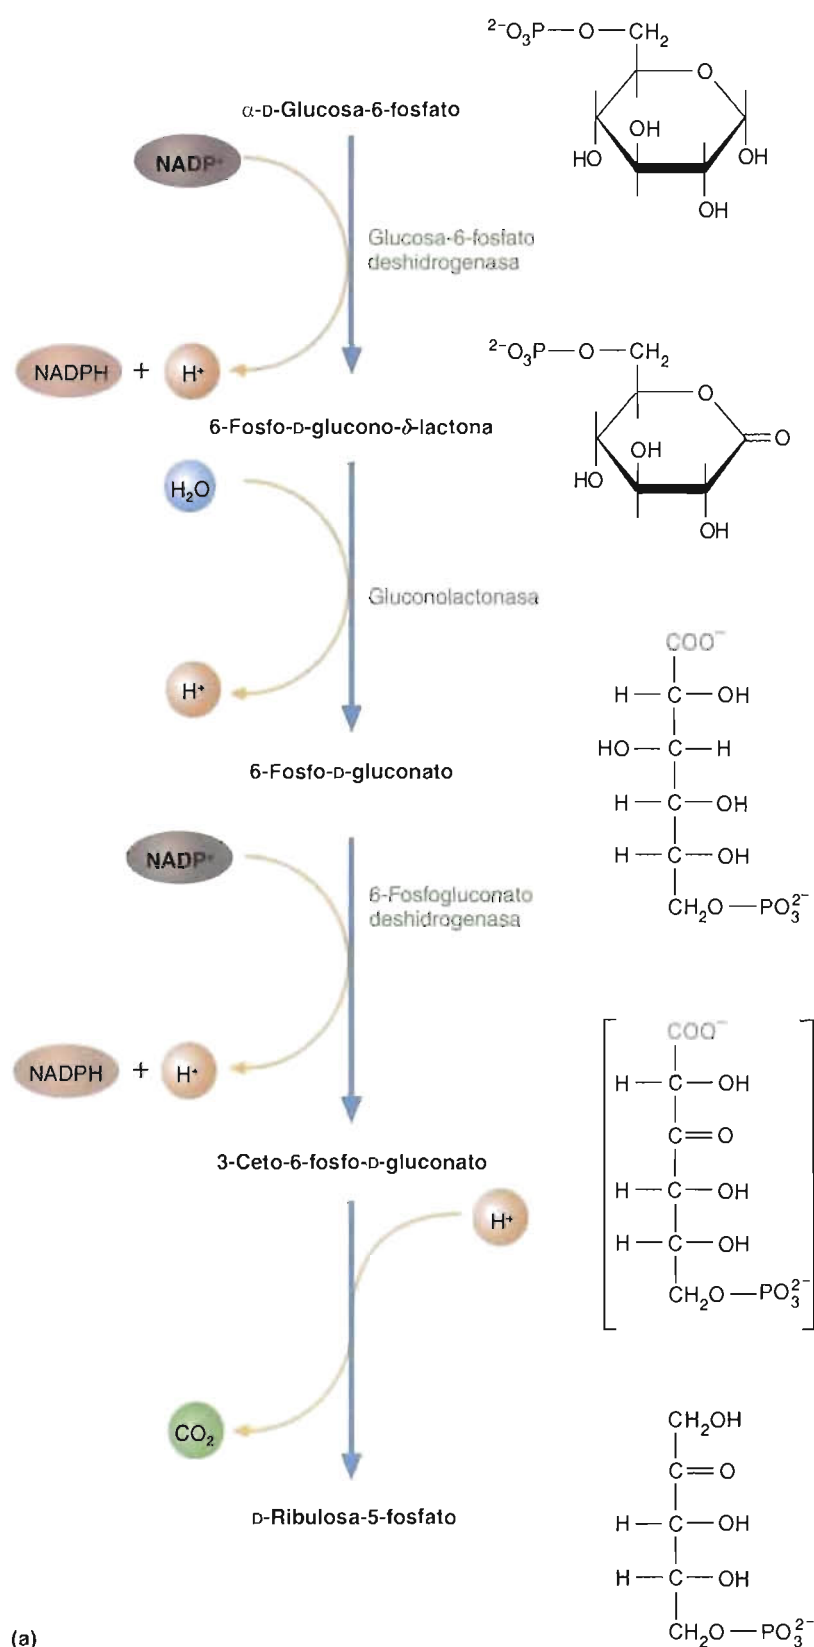 ²⁻O₃P—O—CH₂
O
α-D-Glucosa-6-fosfato
NADP⁺
OH
HO
OH
OH
Glucosa-6-fosfato
deshidrogenasa
NADPH + H⁺
²⁻O₃P—O—CH₂
O
6-Fosfo-D-glucono-δ-lactona
OH
O
HO
OH
H₂O
Gluconolactonasa
COO⁻
H—C—OH
H⁺
HO—C—H
6-Fosfo-D-gluconato
H—C—OH
H—C—OH
NADP⁺
CH₂O—PO₃²⁻
6-Fosfogluconato
deshidrogenasa
COO⁻
NADPH + H⁺
H—C—OH
C=O
3-Ceto-6-fosfo-D-gluconato
H—C—OH
H⁺
H—C—OH
CH₂O—PO₃²⁻
CO₂
CH₂OH
C=O
D-Ribulosa-5-fosfato
H—C—OH
H—C—OH
CH₂O—PO₃²⁻
(a)